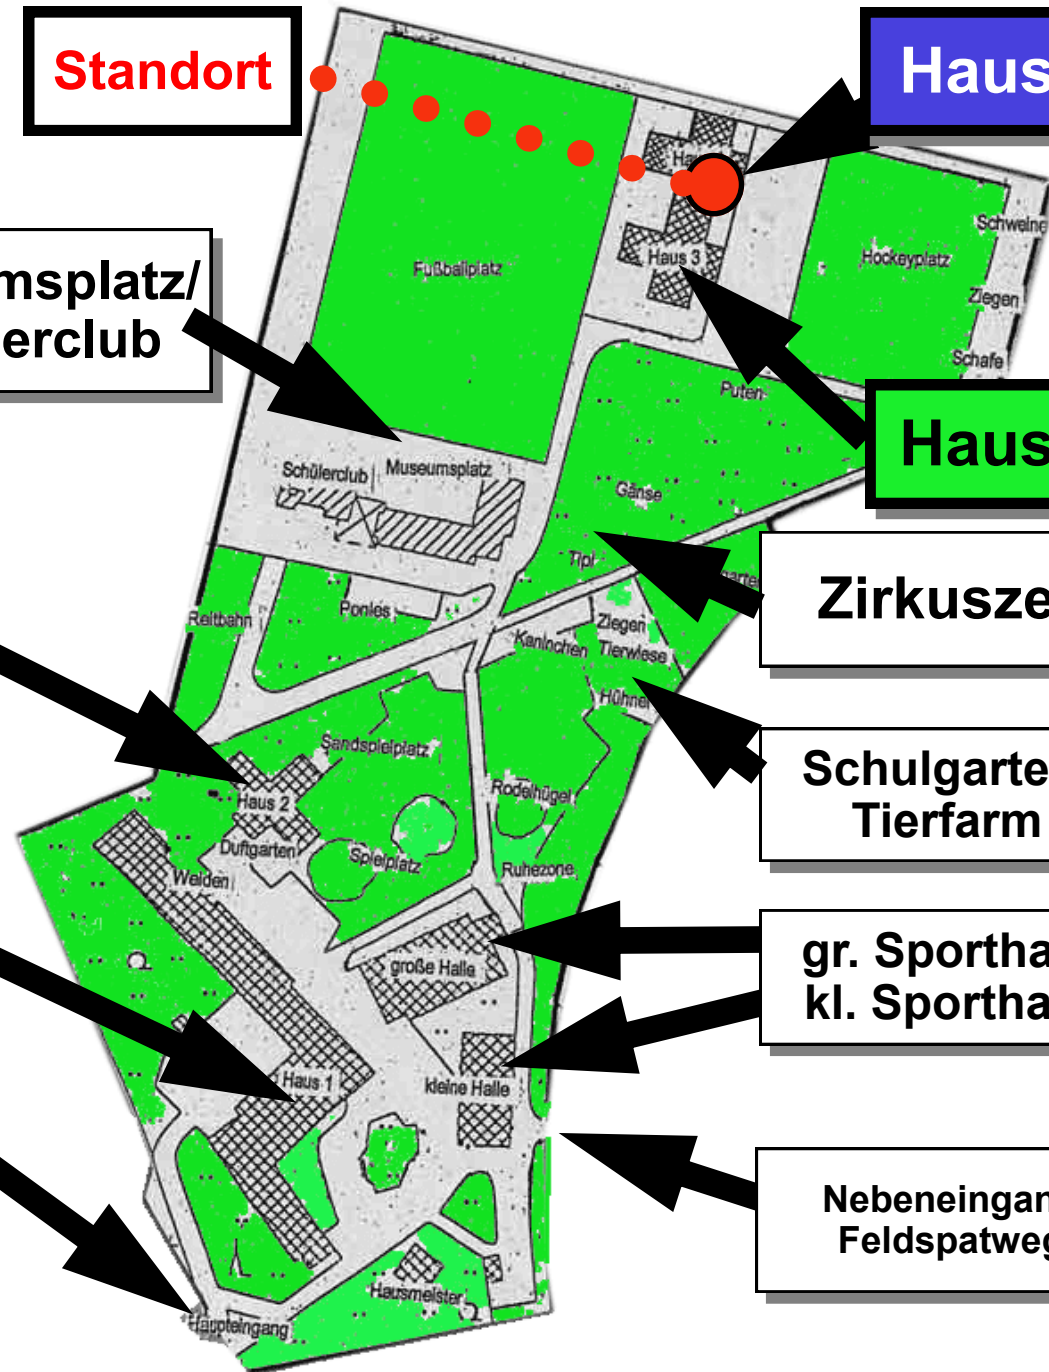 Standort
Haus
Haus
Schweine
Fußballplatz
Haus 3
Hockeyplatz
msplatz/
erclub
Ziegen
Schafe
Puten
Haus
Schülerclub
Museumsplatz
Gänse
Tipi
garten
Zirkusze
Reitbahn
Ponies
Kaninchen
Ziegen
Tierwiese
Hühner
Sandspielplatz
Schulgarte
Tierfarm
Haus 2
Rodelhügel
Duftgarten
Spielplatz
Weiden
Ruhezone
große Halle
gr. Sportha
kl. Sportha
Haus 1
kleine Halle
Nebeneingan
Feldspatweg
Hausmeister
Haupteingang